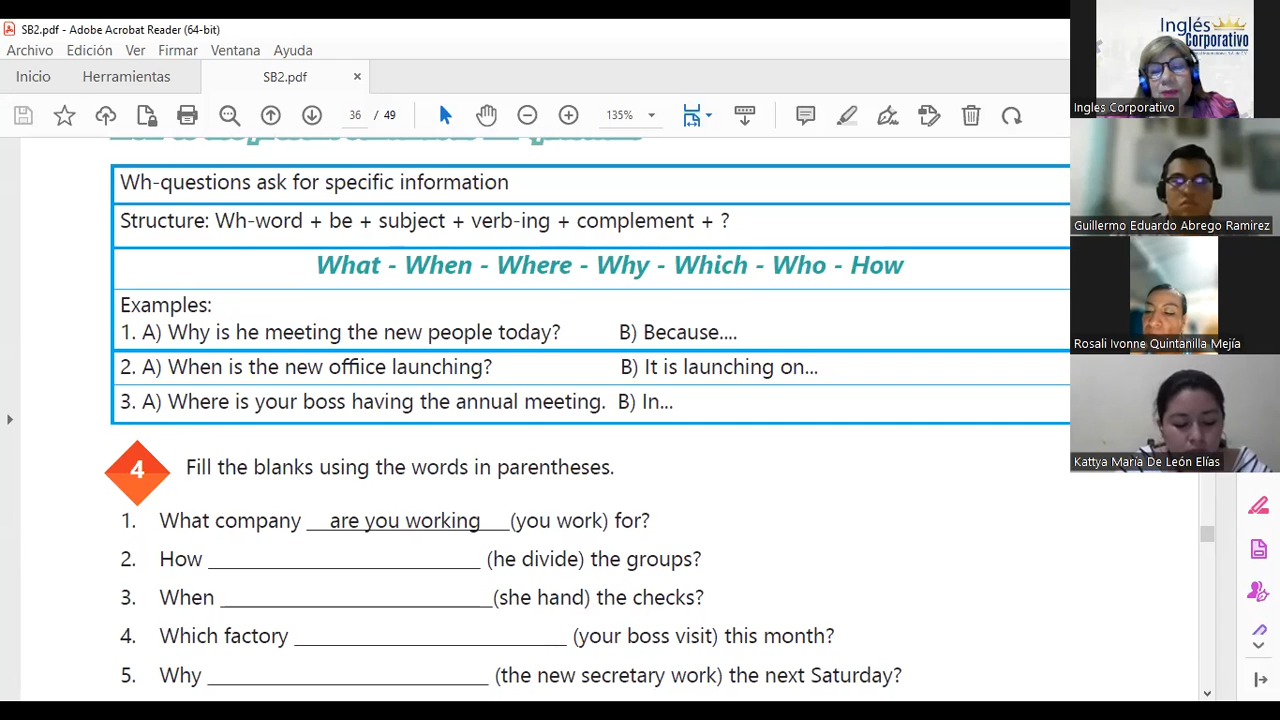 SB2.pdf - Adobe Acrobat Reader (64-bit)
Archivo Edición Ver Firmar Ventana Ayuda
Inicio Herramientas SB2.pdf ×
36 / 49 135%
Wh-questions ask for specific information
Structure: Wh-word + be + subject + verb-ing + complement + ?
What - When - Where - Why - Which - Who - How
Examples:
1. A) Why is he meeting the new people today? B) Because....
2. A) When is the new office launching? B) It is launching on...
3. A) Where is your boss having the annual meeting. B) In...
4 Fill the blanks using the words in parentheses.
1. What company __are you working___(you work) for?
2. How ___________________________ (he divide) the groups?
3. When ___________________________(she hand) the checks?
4. Which factory ___________________________ (your boss visit) this month?
5. Why ____________________________ (the new secretary work) the next Saturday?
Inglés
Corporativo
Ingles Corporativo
Guillermo Eduardo Abrego Ramirez
Rosali Ivonne Quintanilla Mejía
Kattya María De León Elías